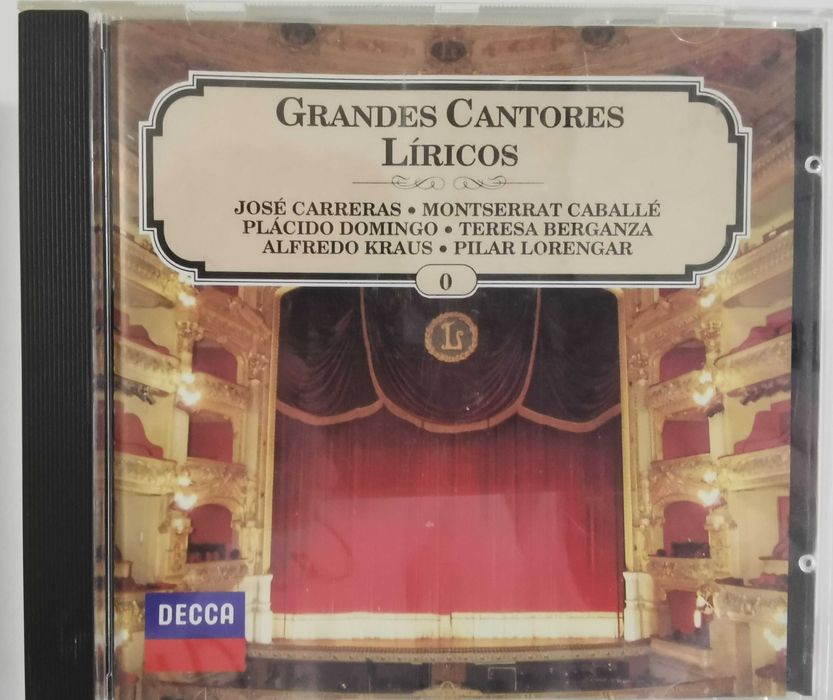 GRANDES CANTORES
LÍRICOS
JOSÉ CARRERAS • MONTSERRAT CABALLÉ
PLÁCIDO DOMINGO • TERESA BERGANZA
ALFREDO KRAUS • PILAR LORENGAR
0
L
DECCA